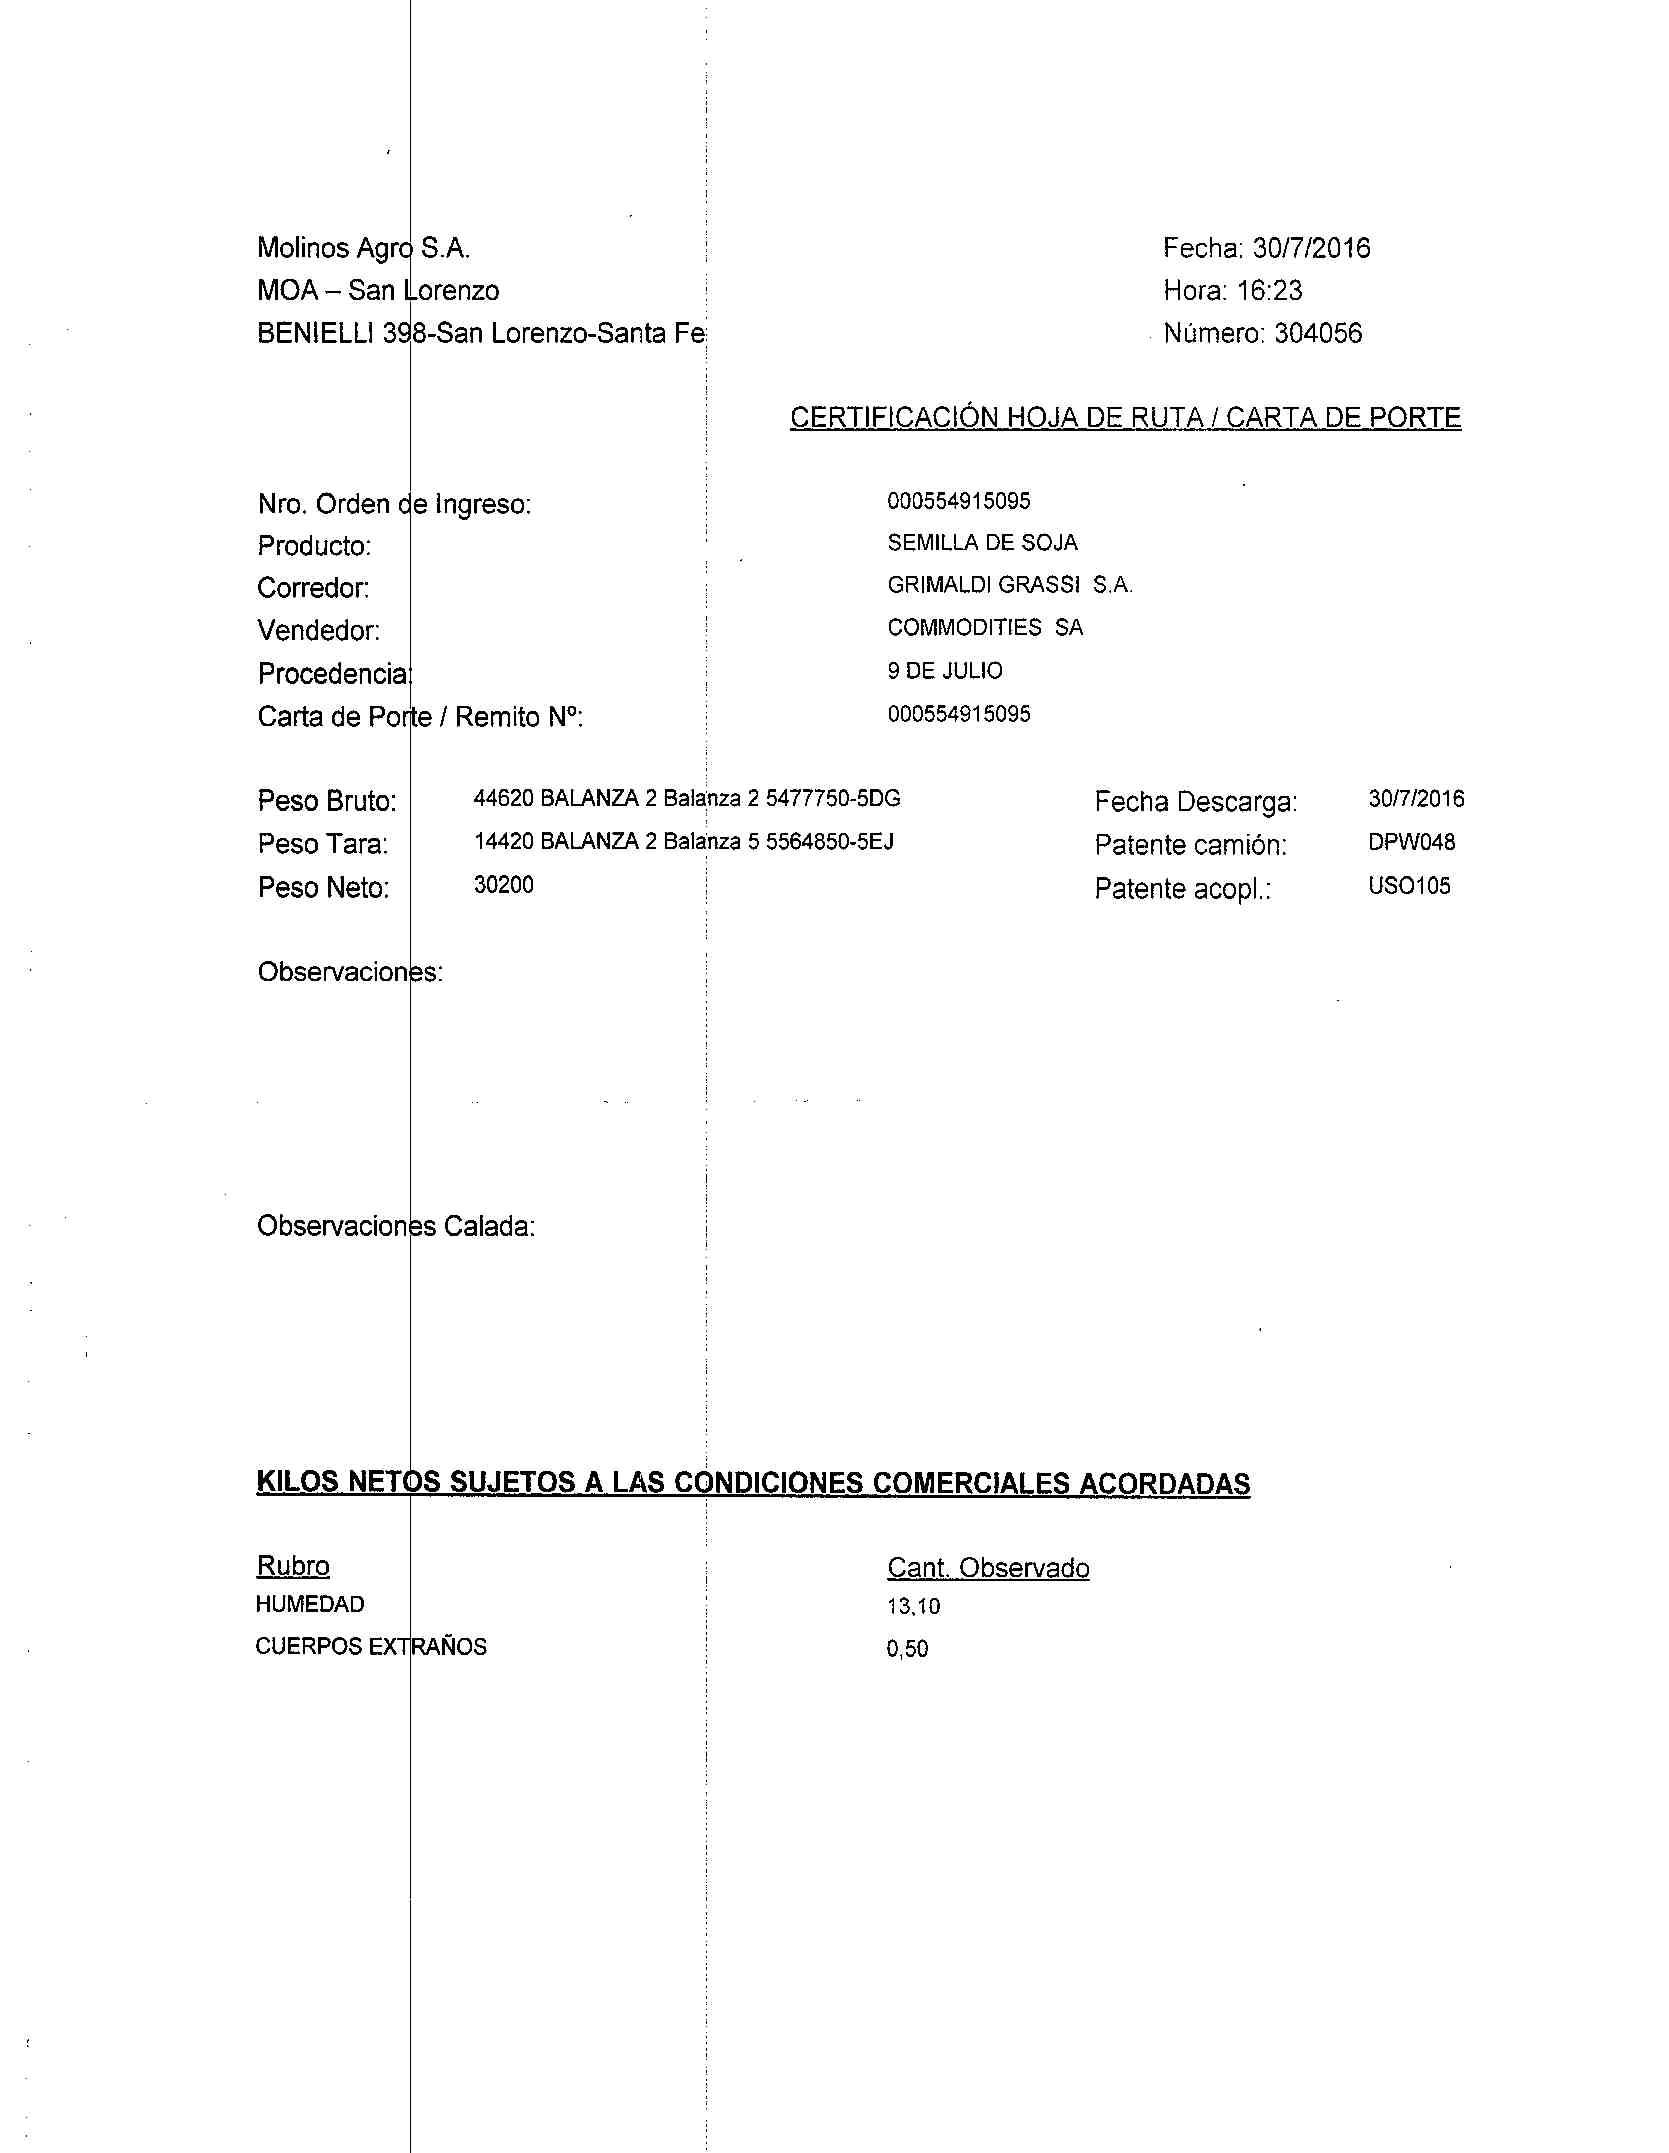 Molinos Agro S.A. Fecha: 30/7/2016
MOA – San Lorenzo Hora: 16:23
BENIELLI 398-San Lorenzo-Santa Fe Número: 304056
CERTIFICACIÓN HOJA DE RUTA / CARTA DE PORTE
Nro. Orden de Ingreso: 000554915095
Producto: SEMILLA DE SOJA
Corredor: GRIMALDI GRASSI S.A.
Vendedor: COMMODITIES SA
Procedencia: 9 DE JULIO
Carta de Porte / Remito Nº: 000554915095
Peso Bruto: 44620 BALANZA 2 Balanza 2 5477750-5DG Fecha Descarga: 30/7/2016
Peso Tara: 14420 BALANZA 2 Balanza 5 5564850-5EJ Patente camión: DPW048
Peso Neto: 30200 Patente acopl.: USO105
Observaciones:
Observaciones Calada:
KILOS NETOS SUJETOS A LAS CONDICIONES COMERCIALES ACORDADAS
Rubro Cant. Observado
HUMEDAD 13,10
CUERPOS EXTRAÑOS 0,50